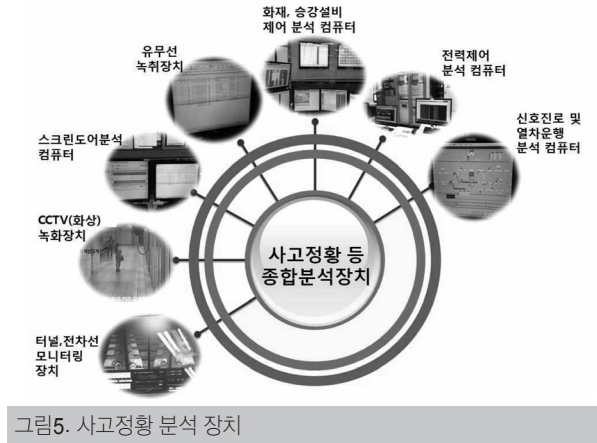 화재, 승강설비
제어 분석 컴퓨터
유무선
녹취장치
전력제어
분석 컴퓨터
신호진로 및
열차운행
분석 컴퓨터
스크린도어분석
컴퓨터
CCTV(화상)
녹화장치
사고정황 등
종합분석장치
터널,전차선
모니터링
장치
그림5. 사고정황 분석 장치